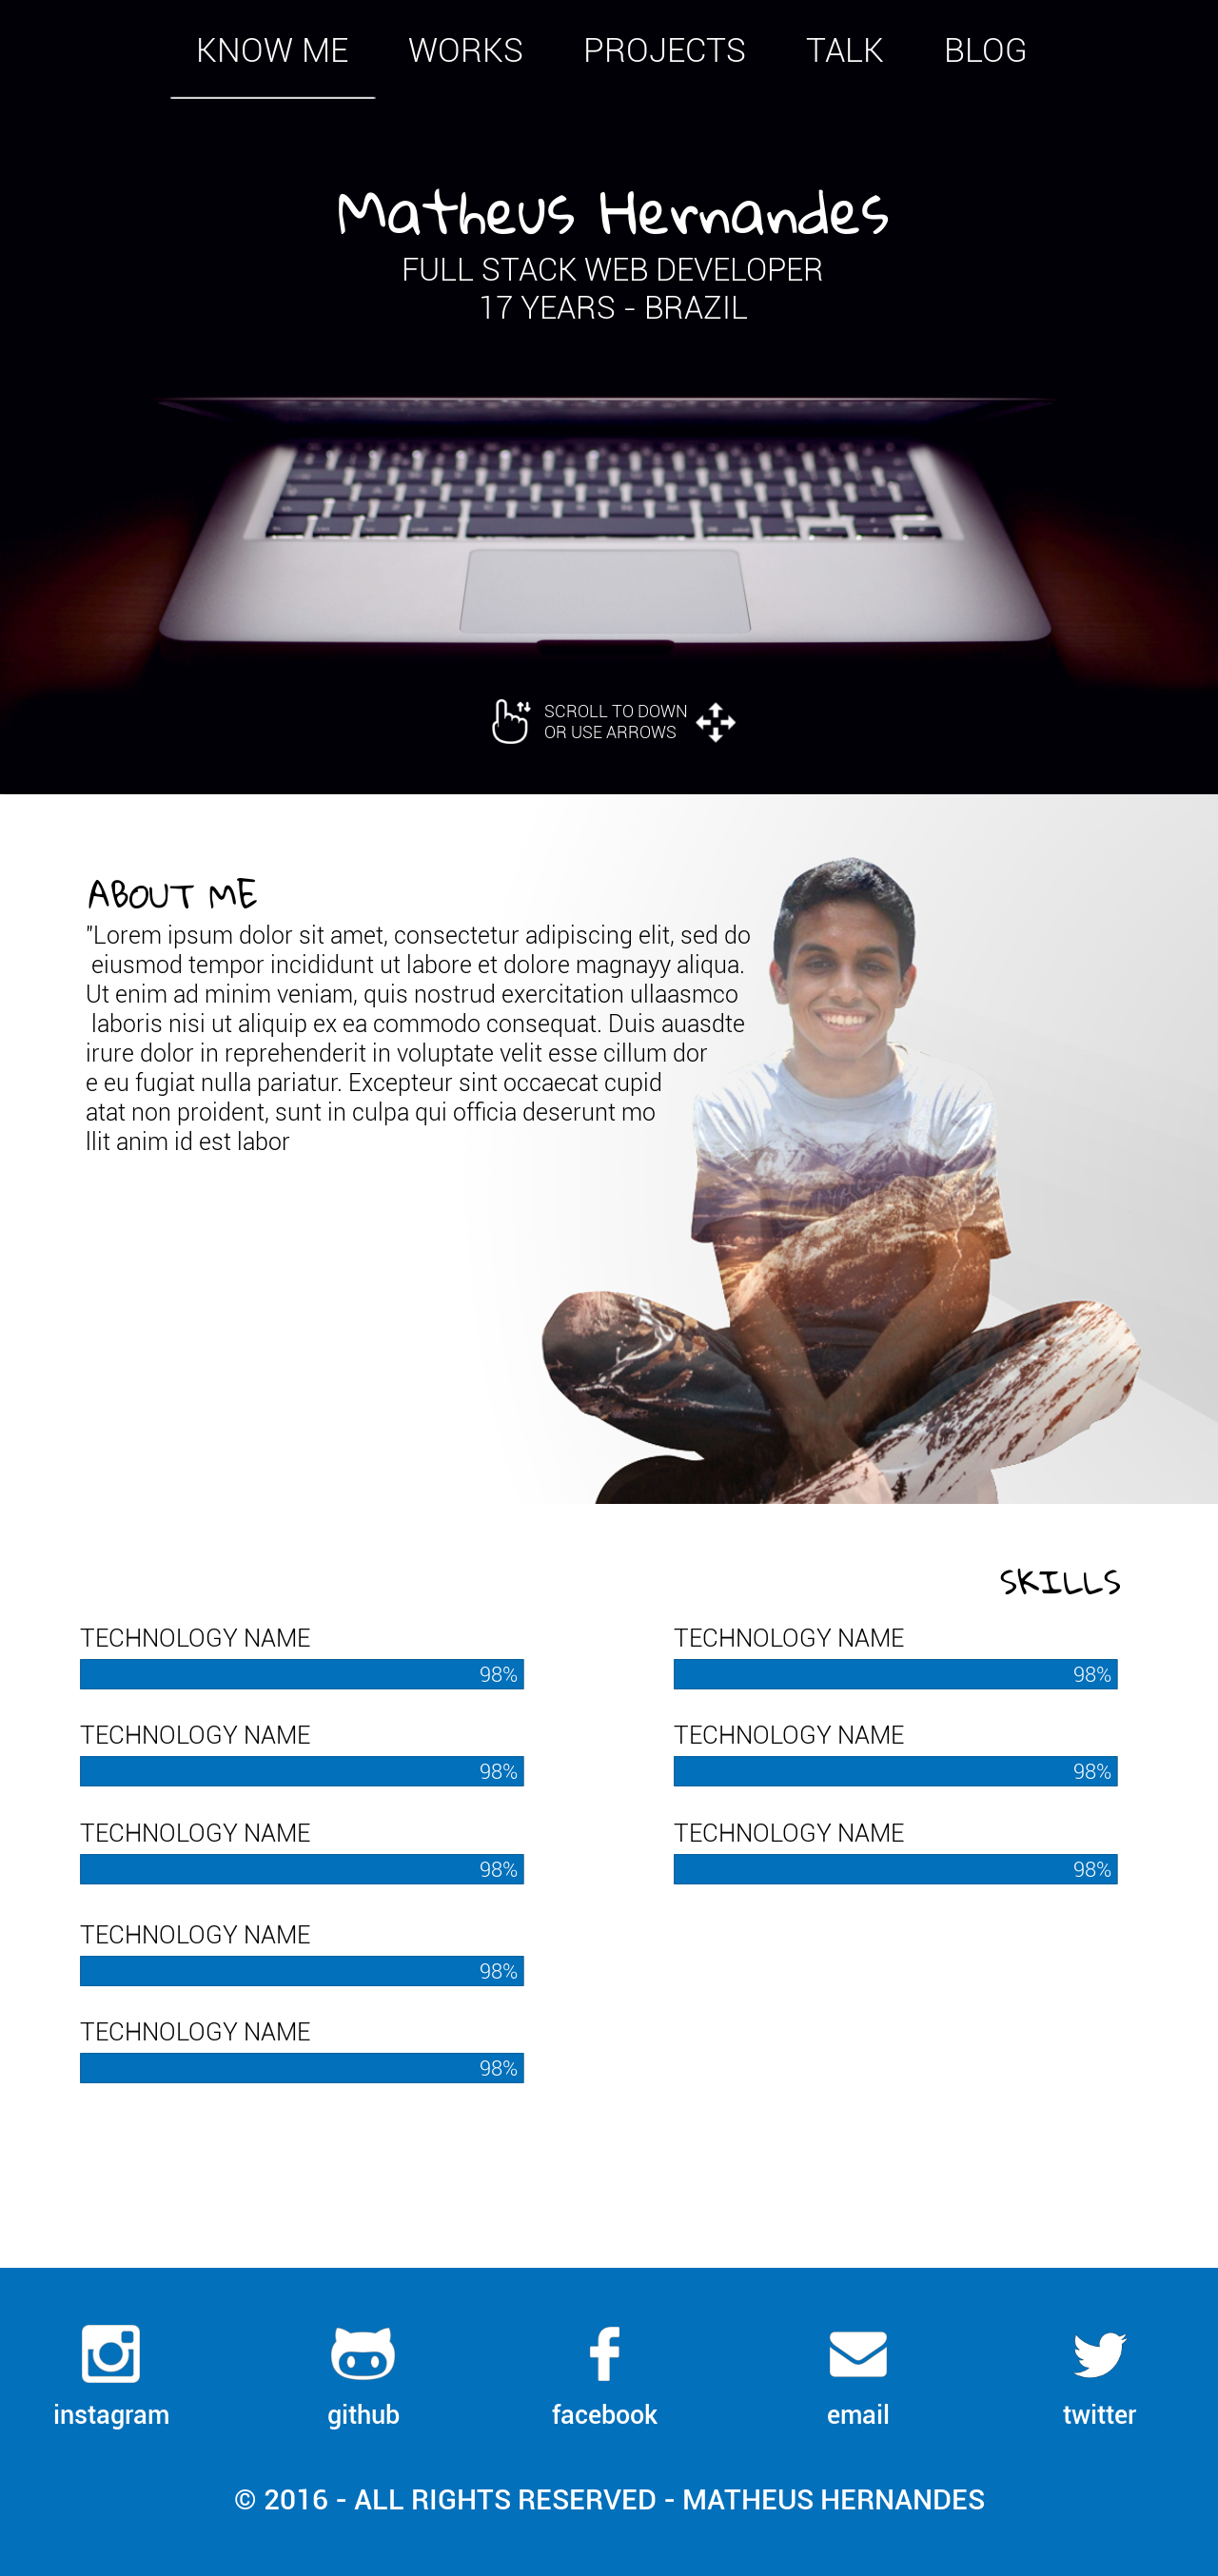 KNOW ME WORKS PROJECTS TALK BLOG
Matheus Hernandes
FULL STACK WEB DEVELOPER
17 YEARS - BRAZIL
SCROLL TO DOWN
OR USE ARROWS
ABOUT ME
"Lorem ipsum dolor sit amet, consectetur adipiscing elit, sed do
eiusmod tempor incididunt ut labore et dolore magnayy aliqua.
Ut enim ad minim veniam, quis nostrud exercitation ullaasmco
laboris nisi ut aliquip ex ea commodo consequat. Duis auasdte
irure dolor in reprehenderit in voluptate velit esse cillum dor
e eu fugiat nulla pariatur. Excepteur sint occaecat cupid
atat non proident, sunt in culpa qui officia deserunt mo
llit anim id est labor
SKILLS
TECHNOLOGY NAME
98%
TECHNOLOGY NAME
98%
TECHNOLOGY NAME
98%
TECHNOLOGY NAME
98%
TECHNOLOGY NAME
98%
TECHNOLOGY NAME
98%
TECHNOLOGY NAME
98%
TECHNOLOGY NAME
98%
instagram
github
facebook
email
twitter
© 2016 - ALL RIGHTS RESERVED - MATHEUS HERNANDES